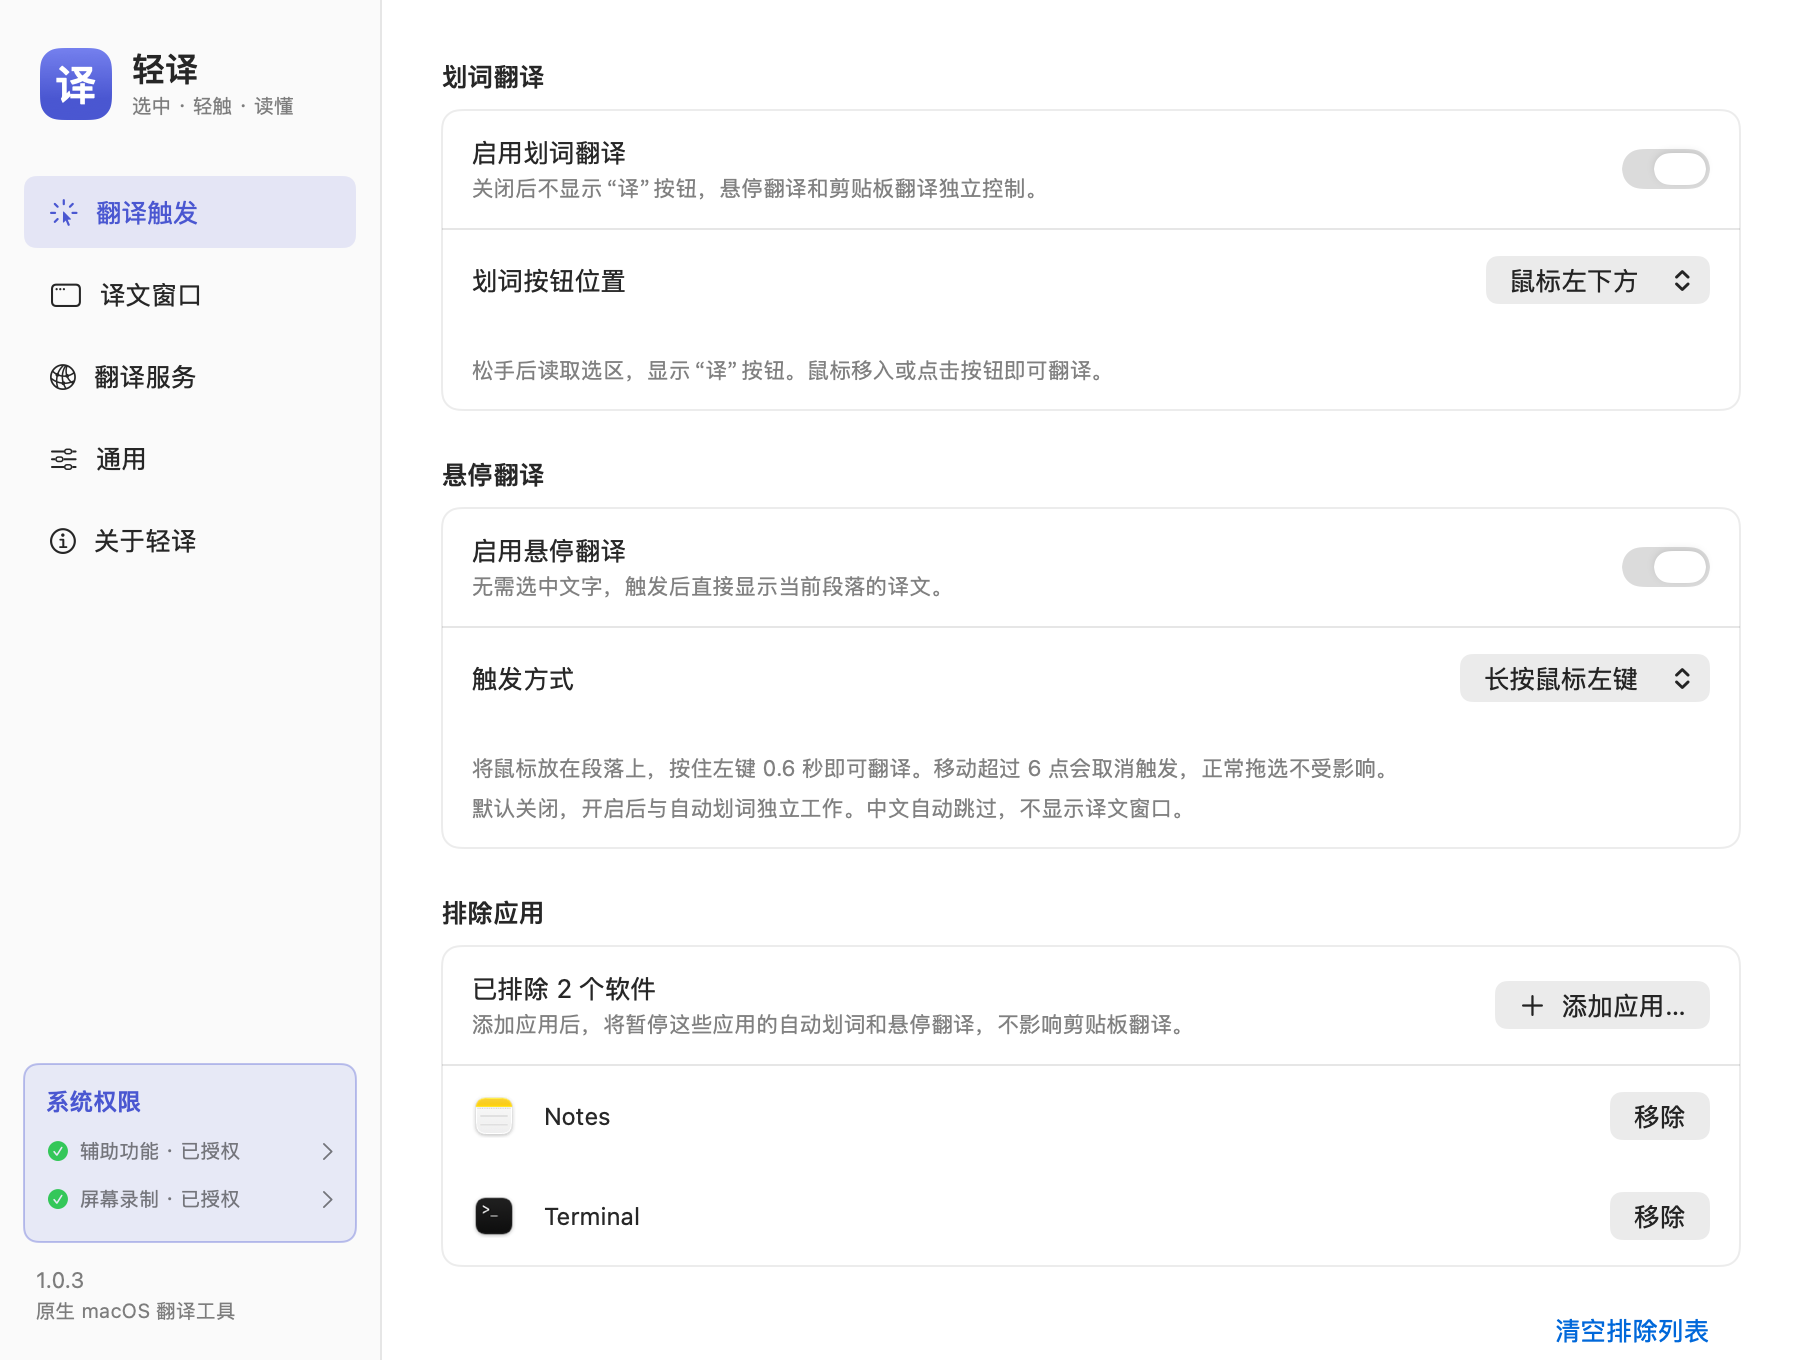 译
轻译
选中 · 轻触 · 读懂
翻译触发
译文窗口
翻译服务
通用
关于轻译
系统权限
辅助功能 · 已授权
屏幕录制 · 已授权
1.0.3
原生 macOS 翻译工具
划词翻译
启用划词翻译
关闭后不显示“译”按钮，悬停翻译和剪贴板翻译独立控制。
划词按钮位置
鼠标左下方
松手后读取选区，显示“译”按钮。鼠标移入或点击按钮即可翻译。
悬停翻译
启用悬停翻译
无需选中文字，触发后直接显示当前段落的译文。
触发方式
长按鼠标左键
将鼠标放在段落上，按住左键 0.6 秒即可翻译。移动超过 6 点会取消触发，正常拖选不受影响。
默认关闭，开启后与自动划词独立工作。中文自动跳过，不显示译文窗口。
排除应用
已排除 2 个软件
添加应用后，将暂停这些应用的自动划词和悬停翻译，不影响剪贴板翻译。
添加应用...
Notes
移除
Terminal
移除
清空排除列表